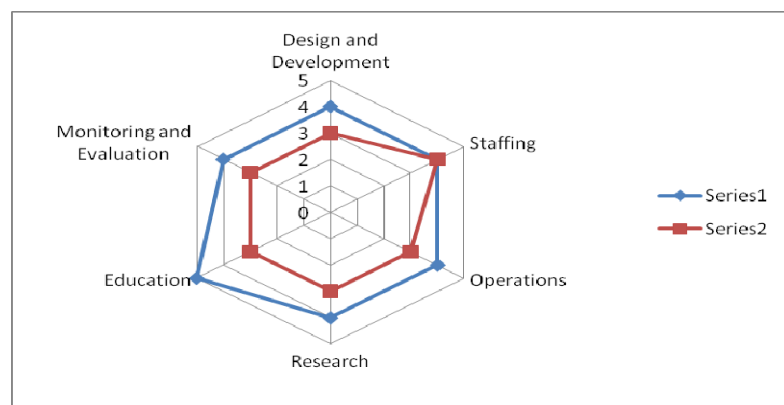 Design and
Development
5
4
3
2
1
0
Monitoring and
Evaluation
Staffing
Series1
Series2
Education
Operations
Research